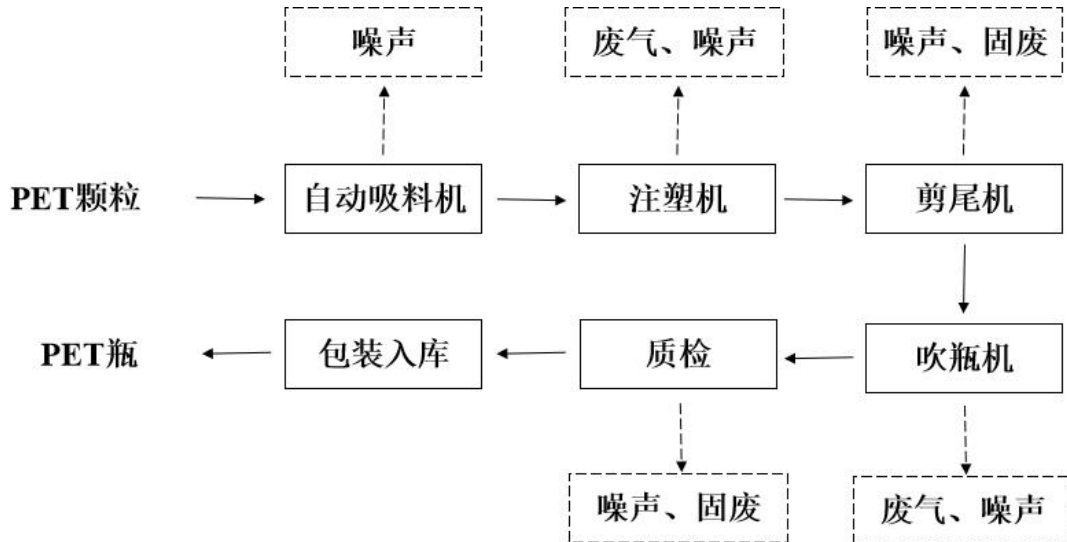 噪声
废气、噪声
噪声、固废
PET颗粒
自动吸料机
注塑机
剪尾机
PET瓶
包装入库
质检
吹瓶机
噪声、固废
废气、噪声